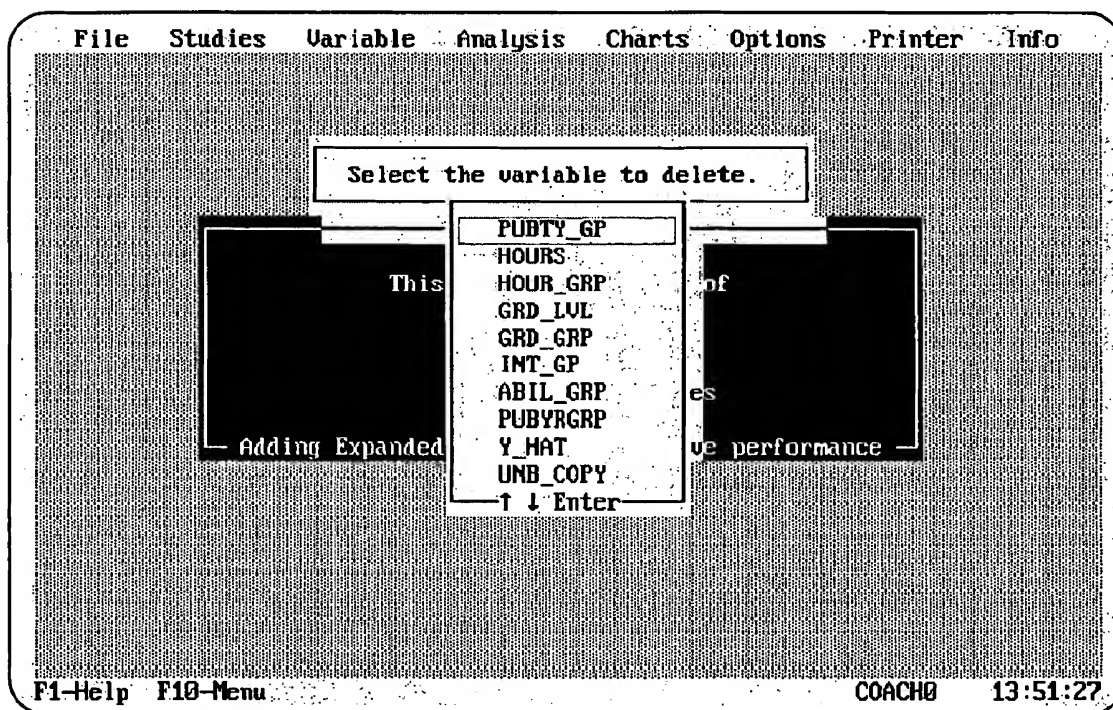 File Studies Variable Analysis Charts Options Printer Info
Select the variable to delete.
PUBTY_GP
HOURS
This HOUR_GRP of
GRD_LVL
GRD_GRP
INT_GP
ABIL_GRP es
PUBYRGRP
Adding Expanded Y_HAT ve performance
UNB_COPY
↑ ↓ Enter
F1-Help F10-Menu COACH0 13:51:27